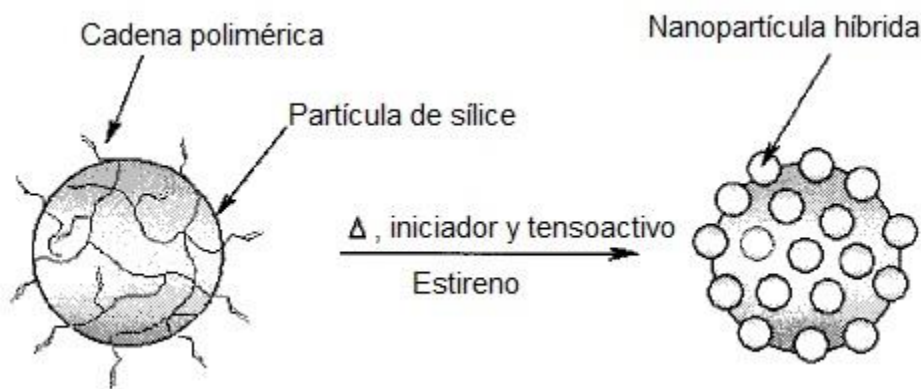 Cadena polimérica
Nanopartícula híbrida
Partícula de sílice
Δ , iniciador y tensoactivo
Estireno